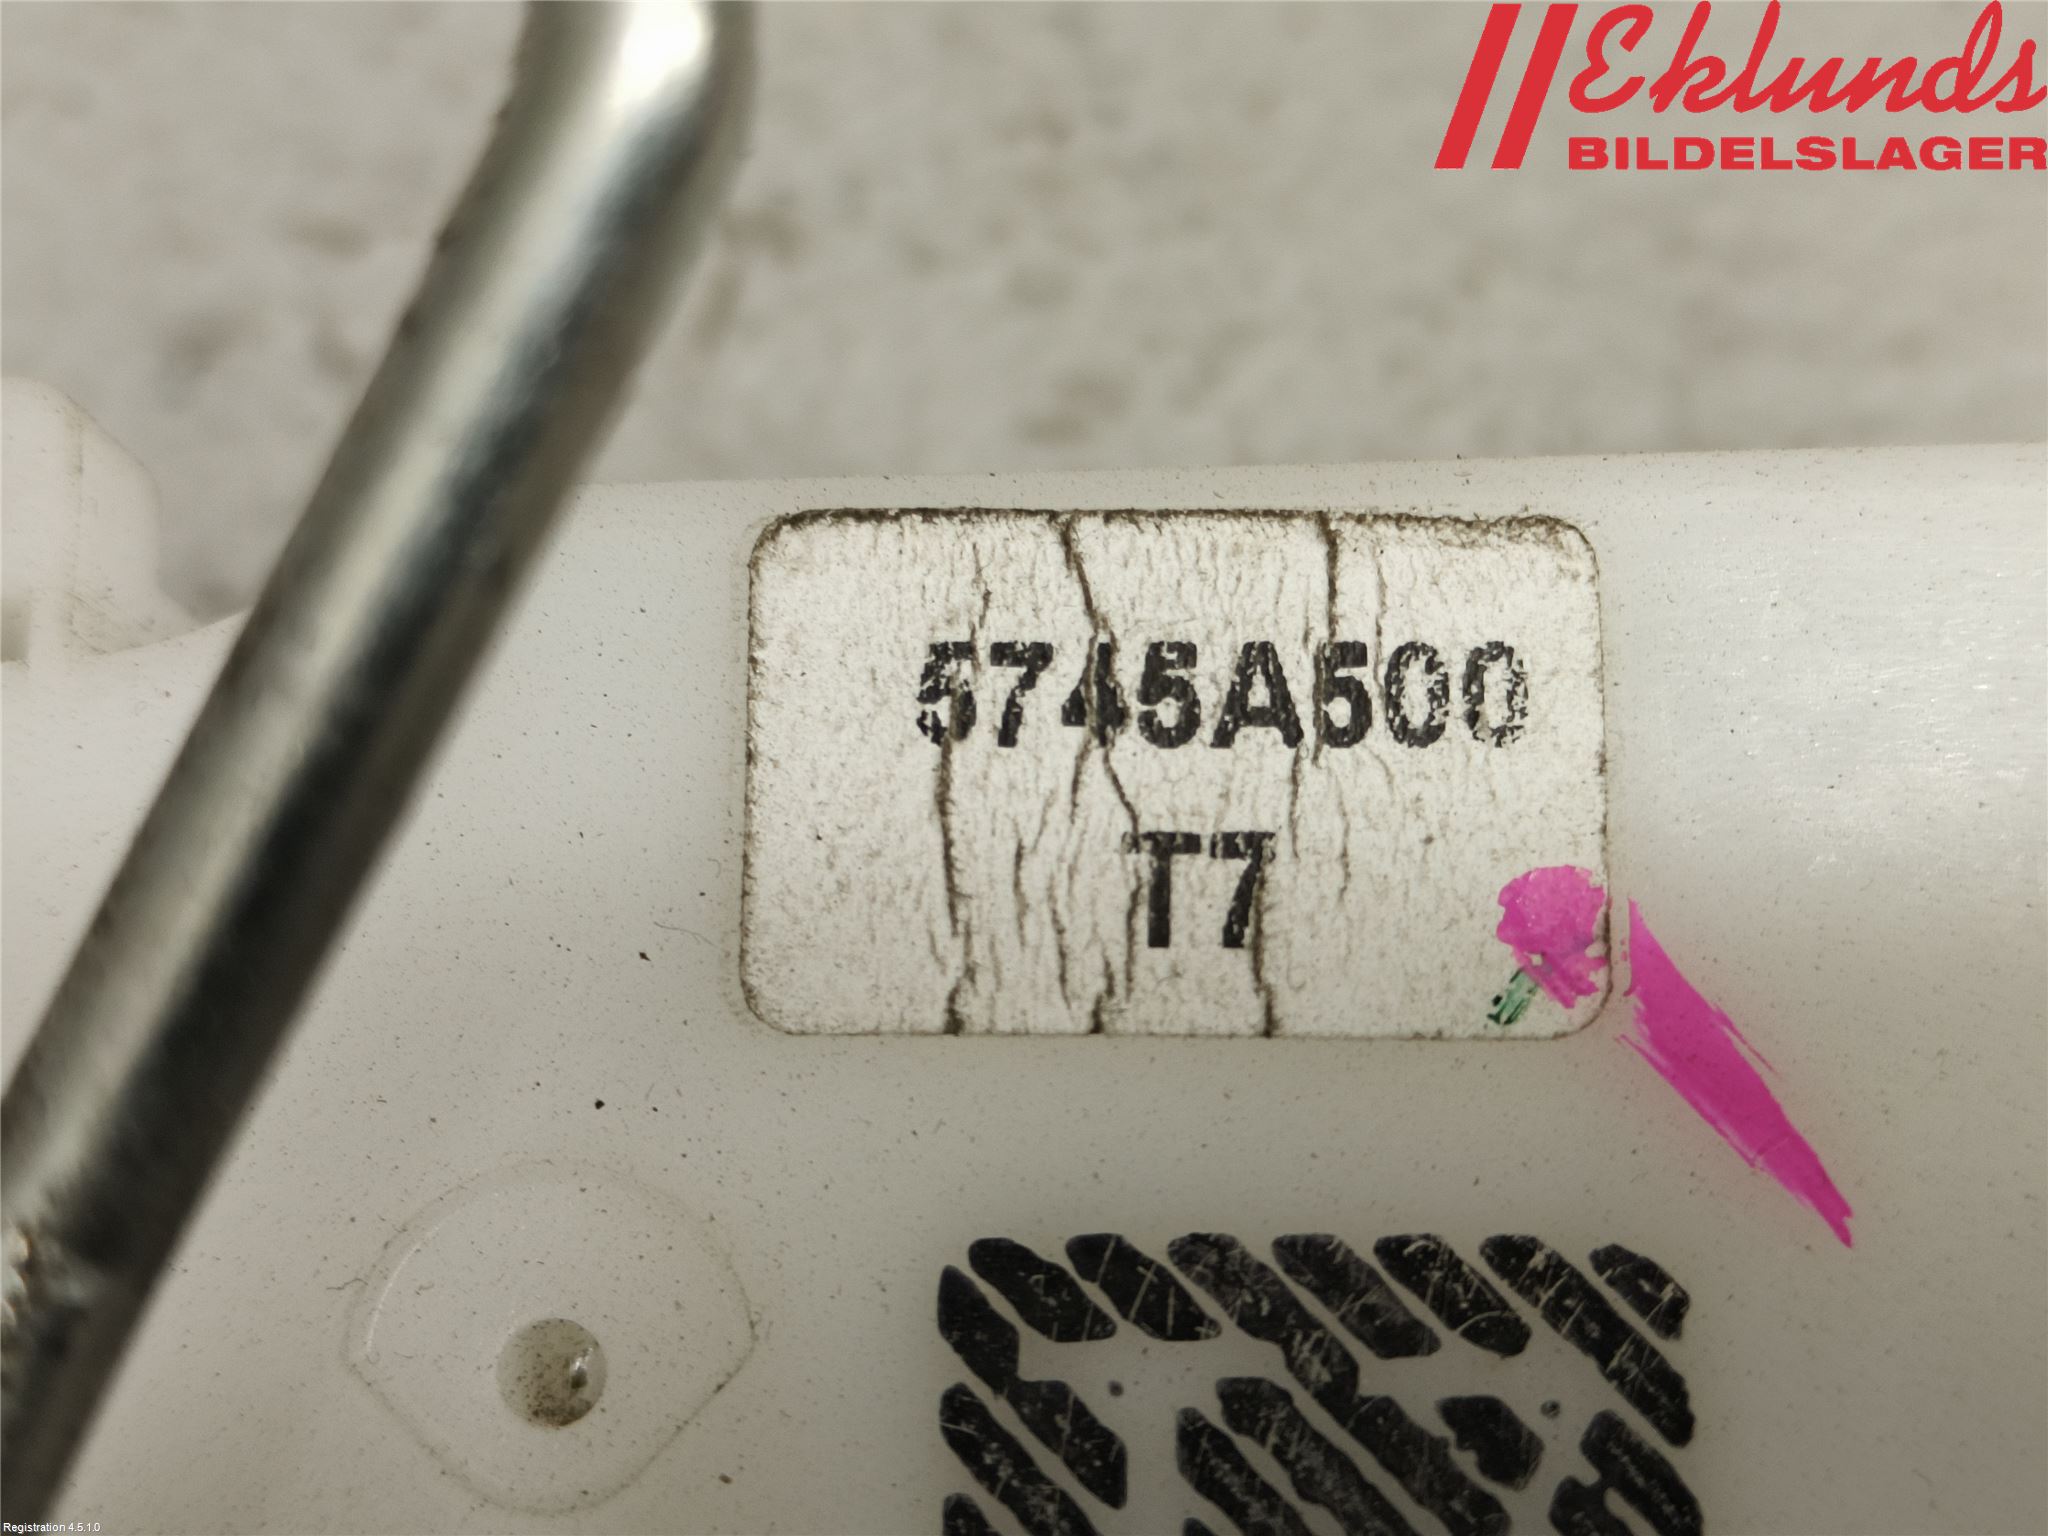 Eklunds
BILDELSLAGER
5745A500
T7
Registration 4.5.1.0